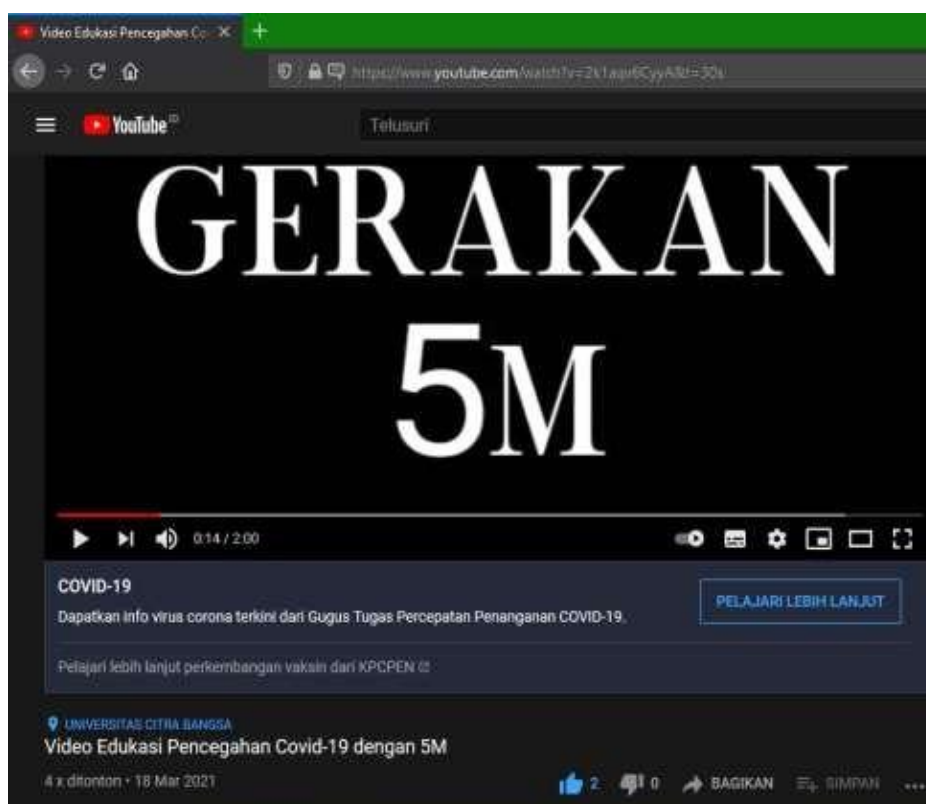 Video Edukasi Pencegahan Co
YouTube ID
Telusuri
GERAKAN
5M
0:14 / 2:00
COVID-19
Dapatkan info virus corona terkini dari Gugus Tugas Percepatan Penanganan COVID-19.
PELAJARI LEBIH LANJUT
Pelajari lebih lanjut perkembangan vaksin dari KPCPEN
UNIVERSITAS CITRA BANGSA
Video Edukasi Pencegahan Covid-19 dengan 5M
4 x ditonton • 18 Mar 2021
2 0 BAGIKAN SIMPAN